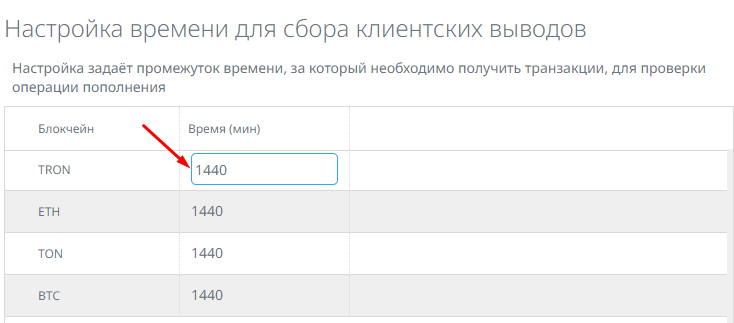 Настройка времени для сбора клиентских выводов
Настройка задаёт промежуток времени, за который необходимо получить транзакции, для проверки
операции пополнения
Блокчейн Время (мин)
TRON 1440
ETH 1440
TON 1440
BTC 1440